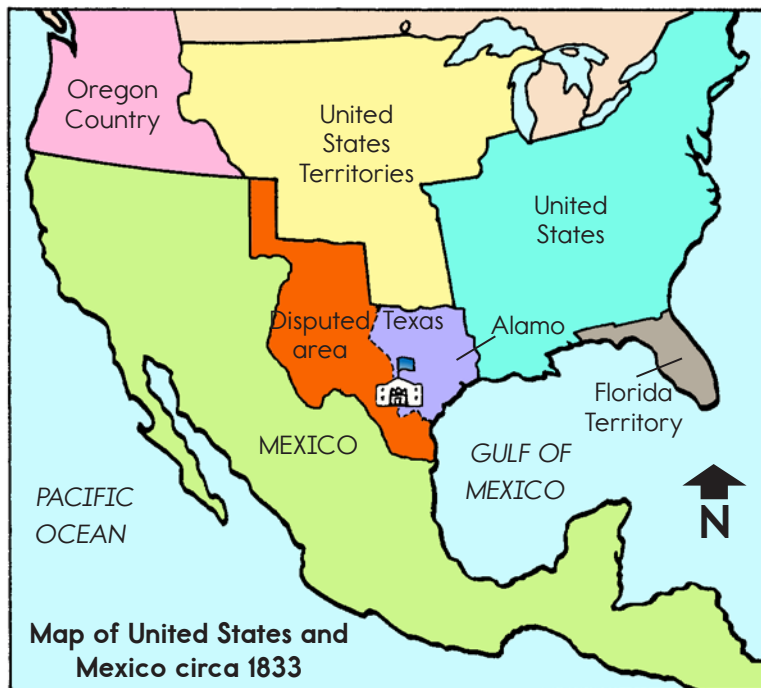 Oregon
Country
United
States
Territories
United
States
Disputed
area
Texas
Alamo
Florida
Territory
MEXICO
GULF OF
MEXICO
PACIFIC
OCEAN
N
Map of United States and
Mexico circa 1833